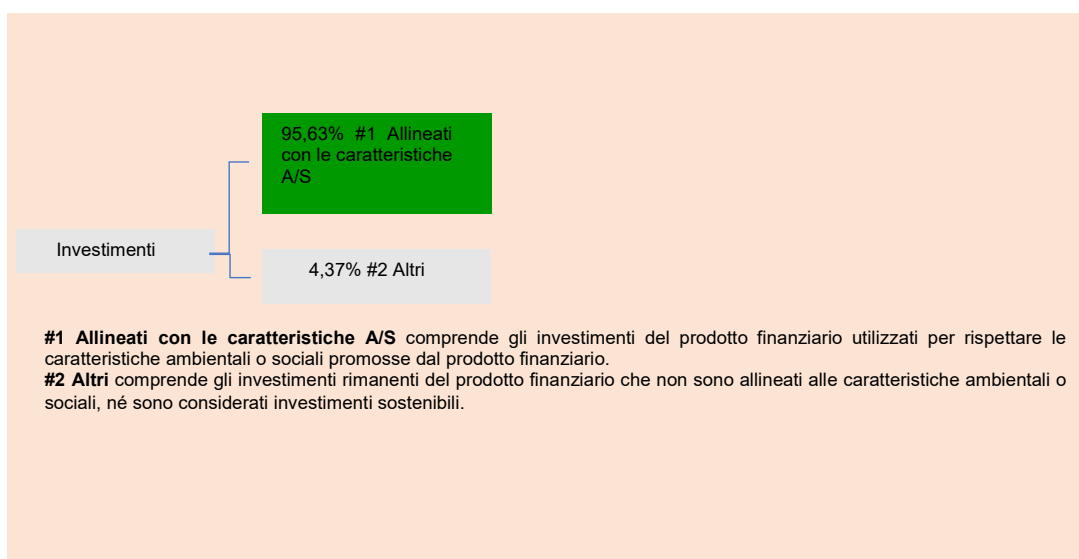 95,63% #1 Allineati
con le caratteristiche
A/S
Investimenti
4,37% #2 Altri
#1 Allineati con le caratteristiche A/S comprende gli investimenti del prodotto finanziario utilizzati per rispettare le
caratteristiche ambientali o sociali promosse dal prodotto finanziario.
#2 Altri comprende gli investimenti rimanenti del prodotto finanziario che non sono allineati alle caratteristiche ambientali o
sociali, né sono considerati investimenti sostenibili.